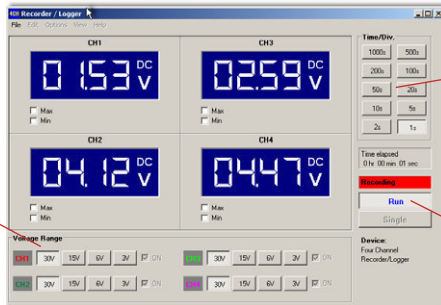 4CH Recorder / Logger
File Edit Options View Help
CH1
01.53 DC V
Max
Min
CH3
02.59 DC V
Max
Min
CH2
04.12 DC V
Max
Min
CH4
04.47 DC V
Max
Min
Time/Div.
1000s 500s
200s 100s
50s 20s
10s 5s
2s 1s
Time elapsed
0 hr 00 min 01 sec
Recording
Run
Single
Voltage Range
CH1 30V 15V 6V 3V ON
CH3 30V 15V 6V 3V ON
CH2 30V 15V 6V 3V ON
CH4 30V 15V 6V 3V ON
Device:
Four Channel
Recorder/Logger